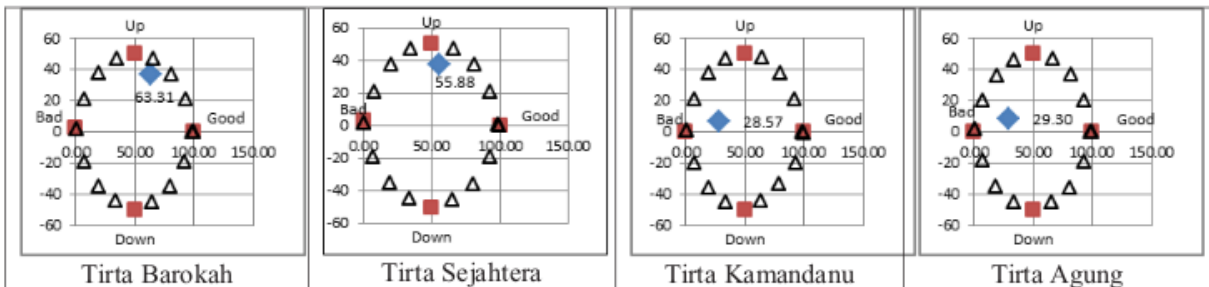 Up
60
40
20
0
-20
-40
-60
Bad
Good
63.31
0.00 50.00 100.00 150.00
Down
Tirta Barokah
Up
60
40
20
0
-20
-40
-60
Bad
Good
55.88
0.00 50.00 100.00 150.00
Down
Tirta Sejahtera
Up
60
40
20
0
-20
-40
-60
Bad
Good
28.57
0.00 50.00 100.00 150.00
Down
Tirta Kamandanu
Up
60
40
20
0
-20
-40
-60
Bad
Good
29.30
0.00 50.00 100.00 150.00
Down
Tirta Agung